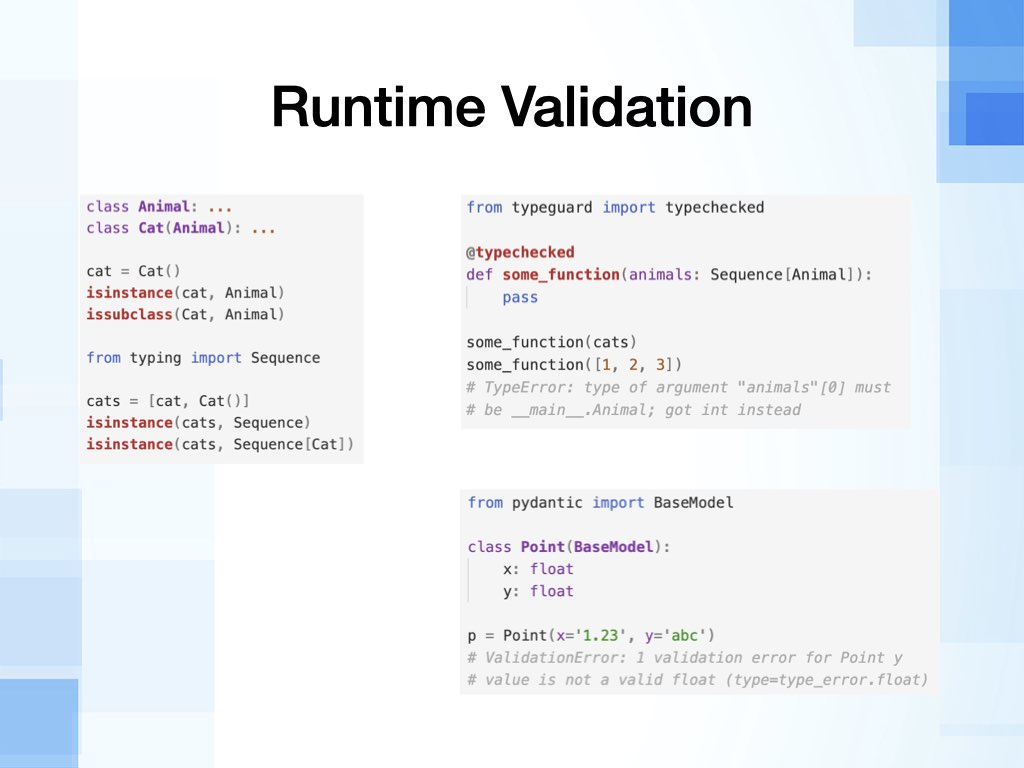 Runtime Validation
class Animal: ...
class Cat(Animal): ...
cat = Cat()
isinstance(cat, Animal)
issubclass(Cat, Animal)
from typing import Sequence
cats = [cat, Cat()]
isinstance(cats, Sequence)
isinstance(cats, Sequence[Cat])
from typeguard import typechecked
@typechecked
def some_function(animals: Sequence[Animal]):
    pass
some_function(cats)
some_function([1, 2, 3])
# TypeError: type of argument "animals"[0] must
# be __main__.Animal; got int instead
from pydantic import BaseModel
class Point(BaseModel):
    x: float
    y: float
p = Point(x='1.23', y='abc')
# ValidationError: 1 validation error for Point y
# value is not a valid float (type=type_error.float)